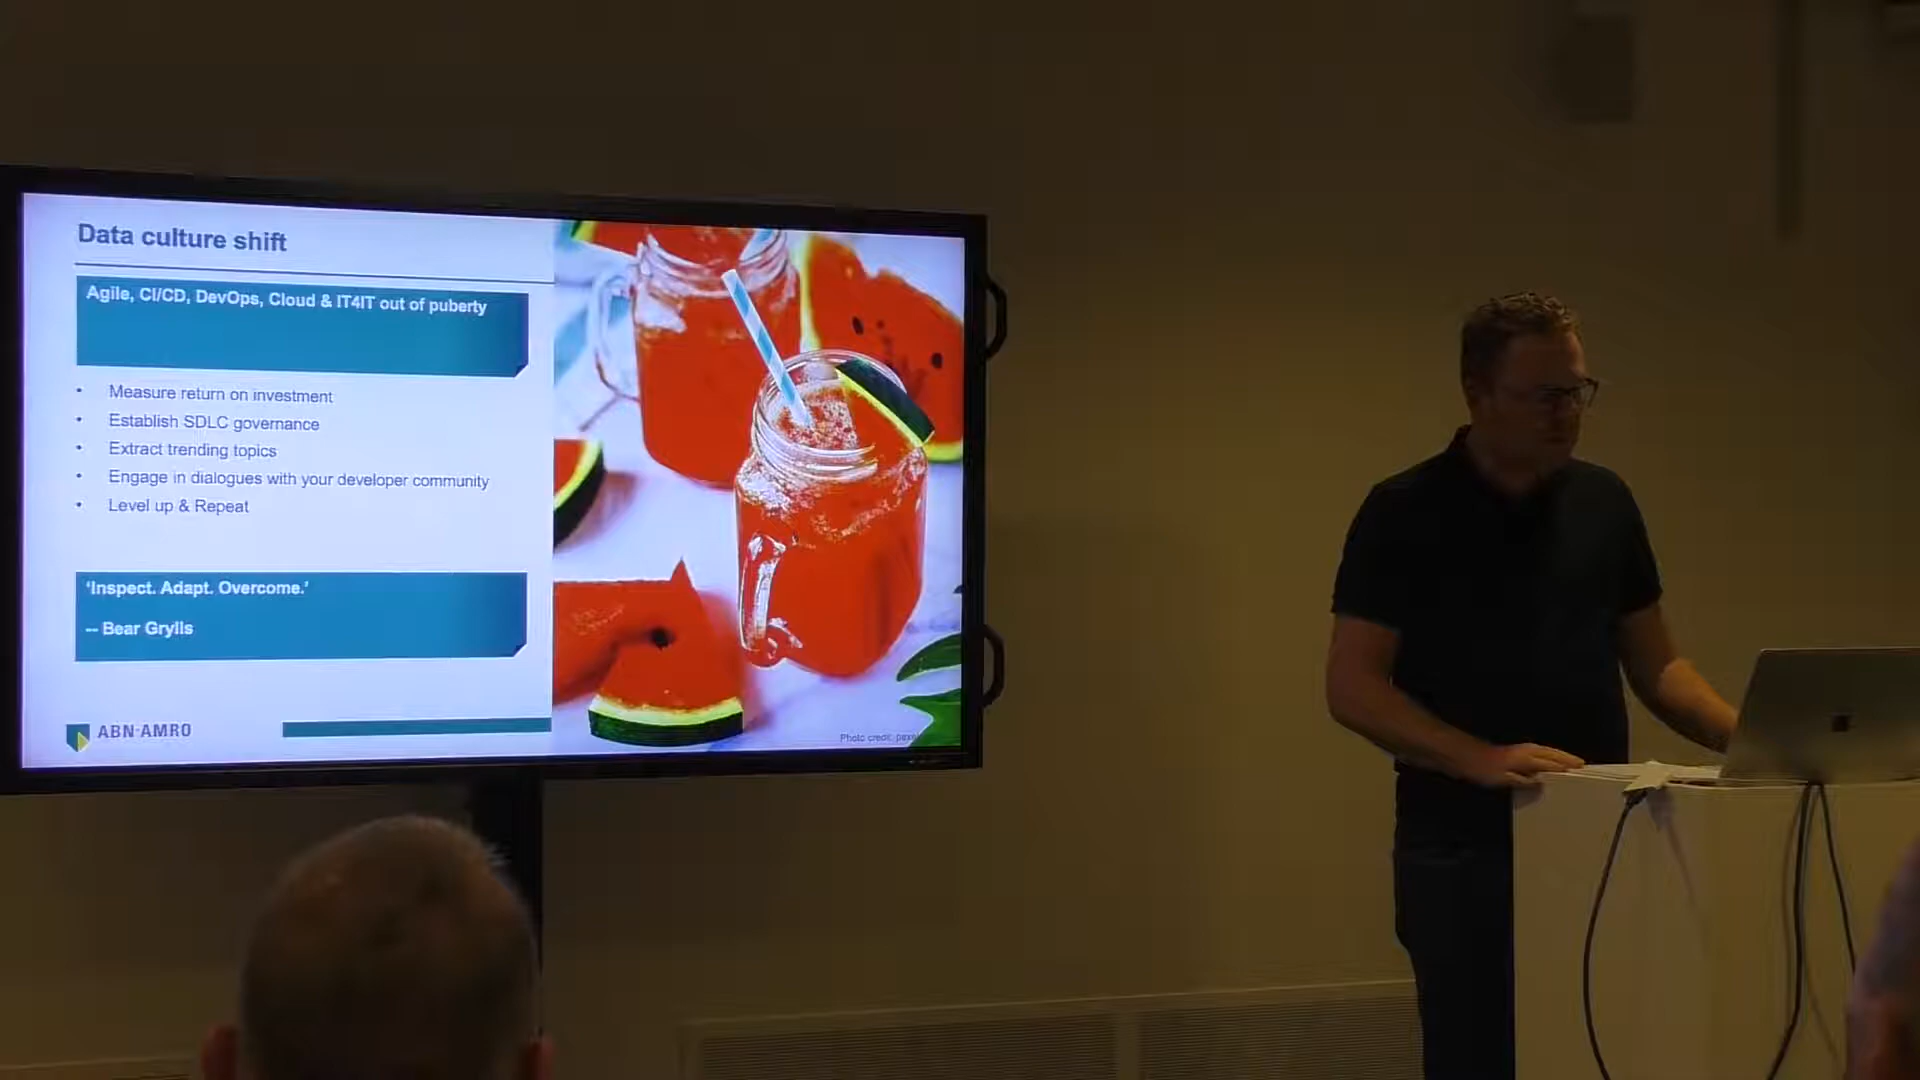 Data culture shift
Agile, CI/CD, DevOps, Cloud & IT4IT out of puberty
• Measure return on investment
• Establish SDLC governance
• Extract trending topics
• Engage in dialogues with your developer community
• Level up & Repeat
'Inspect. Adapt. Overcome.'
-- Bear Grylls
ABN·AMRO
Photo credit: